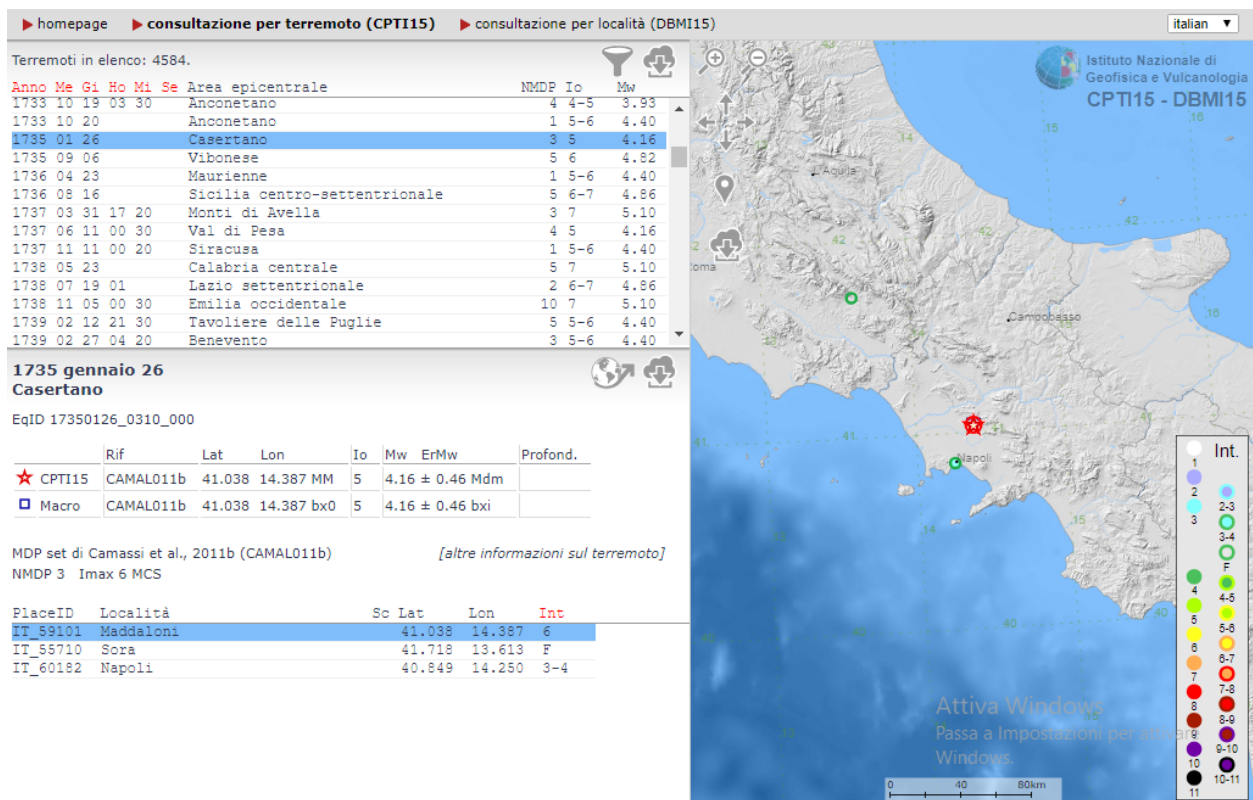 homepage consultazione per terremoto (CPTI15) consultazione per località (DBMI15) italian
Terremoti in elenco: 4584.
Anno Me Gi Ho Mi Se Area epicentrale NMDP Io Mw
1733 10 19 03 30 Anconetano 4 4-5 3.93
1733 10 20 Anconetano 1 5-6 4.40
1735 01 26 Casertano 3 5 4.16
1735 09 06 Vibonese 5 6 4.82
1736 04 23 Maurienne 1 5-6 4.40
1736 08 16 Sicilia centro-settentrionale 5 6-7 4.86
1737 03 31 17 20 Monti di Avella 3 7 5.10
1737 06 11 00 30 Val di Pesa 4 5 4.16
1737 11 11 00 20 Siracusa 1 5-6 4.40
1738 05 23 Calabria centrale 5 7 5.10
1738 07 19 01 Lazio settentrionale 2 6-7 4.86
1738 11 05 00 30 Emilia occidentale 10 7 5.10
1739 02 12 21 30 Tavoliere delle Puglie 5 5-6 4.40
1739 02 27 04 20 Benevento 3 5-6 4.40
1735 gennaio 26
Casertano
EqID 17350126_0310_000
Rif Lat Lon Io Mw ErMw Profond.
CPTI15 CAMAL011b 41.038 14.387 MM 5 4.16 ± 0.46 Mdm
Macro CAMAL011b 41.038 14.387 bx0 5 4.16 ± 0.46 bxi
MDP set di Camassi et al., 2011b (CAMAL011b) [altre informazioni sul terremoto]
NMDP 3 Imax 6 MCS
PlaceID Località Sc Lat Lon Int
IT_59101 Maddaloni 41.038 14.387 6
IT_55710 Sora 41.718 13.613 F
IT_60182 Napoli 40.849 14.250 3-4
Istituto Nazionale di
Geofisica e Vulcanologia
CPTI15 - DBMI15
16
15
14
L'Aquila
42
42
42
Roma
Campobasso
16
13
41
41
Napoli
14
15
40
40
13
Int.
1
2
2-3
3
3-4
F
4
4-5
5
5-6
6
6-7
7
7-8
8
8-9
9
9-10
10
10-11
11
Attiva Windows
Passa a Impostazioni per attivare
Windows.
0 40 80km